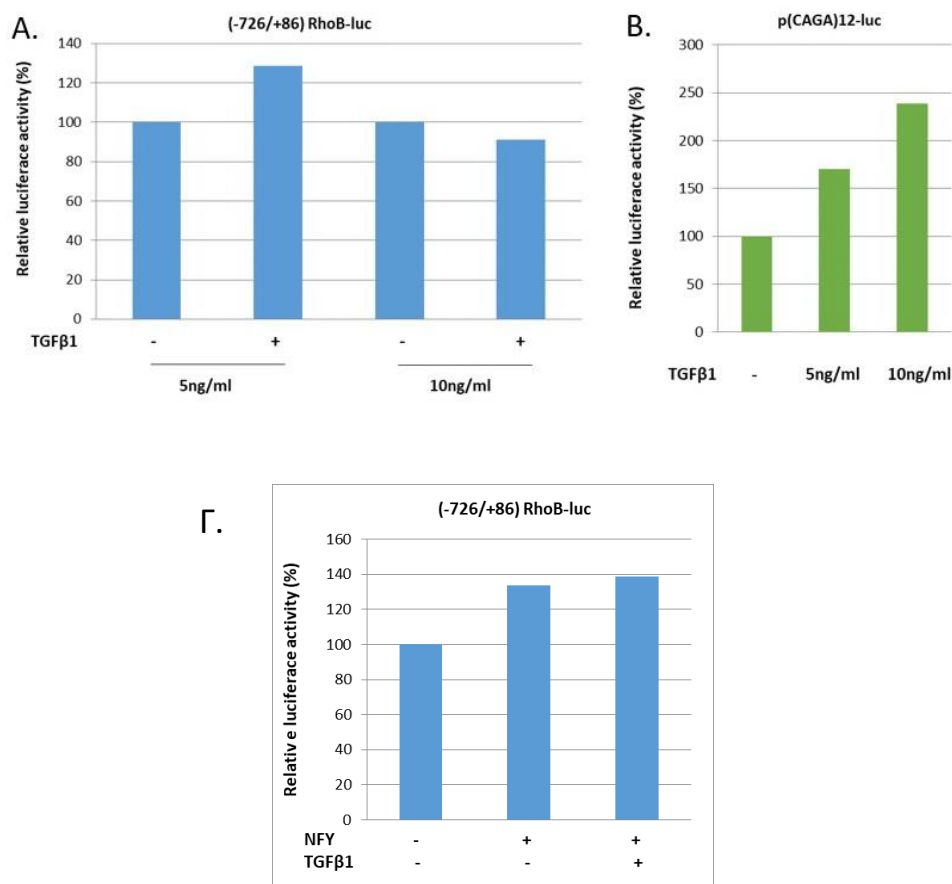 A.
(-726/+86) RhoB-luc
Relative luciferace activity (%)
140
120
100
80
60
40
20
0
TGFβ1 - + - +
5ng/ml 10ng/ml
B.
p(CAGA)12-luc
Relative luciferace activity (%)
300
250
200
150
100
50
0
TGFβ1 - 5ng/ml 10ng/ml
Γ.
(-726/+86) RhoB-luc
Relativ e luciferace activity (%)
160
140
120
100
80
60
40
20
0
NFY - + +
TGFβ1 - - +